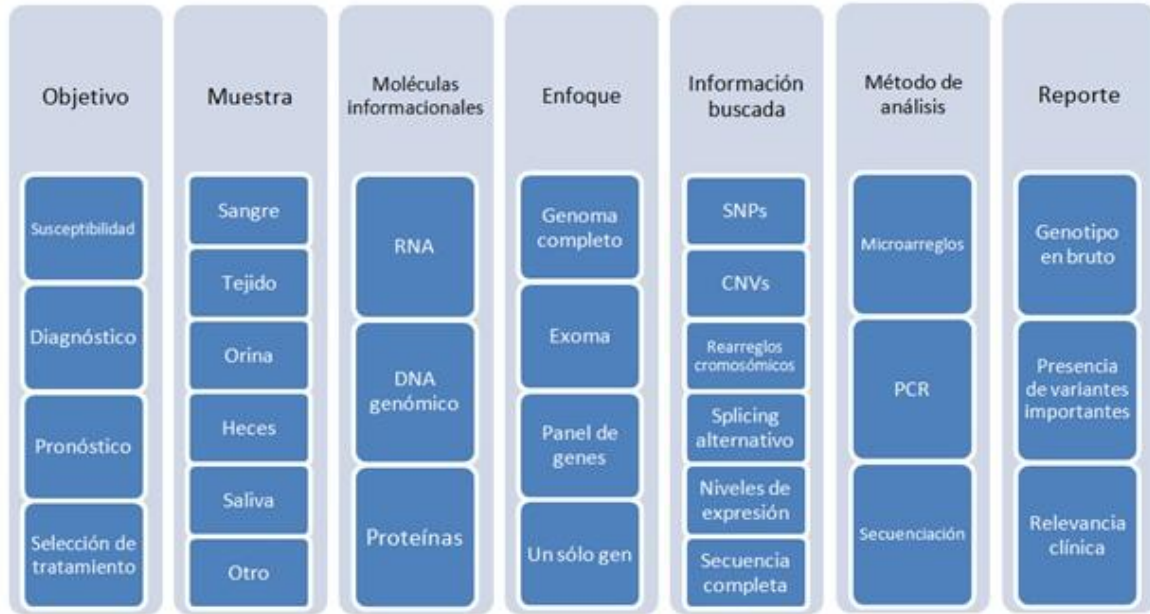 Objetivo
Susceptibilidad
Diagnóstico
Pronóstico
Selección de
tratamiento
Muestra
Sangre
Tejido
Orina
Heces
Saliva
Otro
Moléculas
informacionales
RNA
DNA
genómico
Proteínas
Enfoque
Genoma
completo
Exoma
Panel de
genes
Un sólo gen
Información
buscada
SNPs
CNVs
Rearreglos
cromosómicos
Splicing
alternativo
Niveles de
expresión
Secuencia
completa
Método de
análisis
Microarreglos
PCR
Secuenciación
Reporte
Genotipo
en bruto
Presencia
de variantes
importantes
Relevancia
clínica